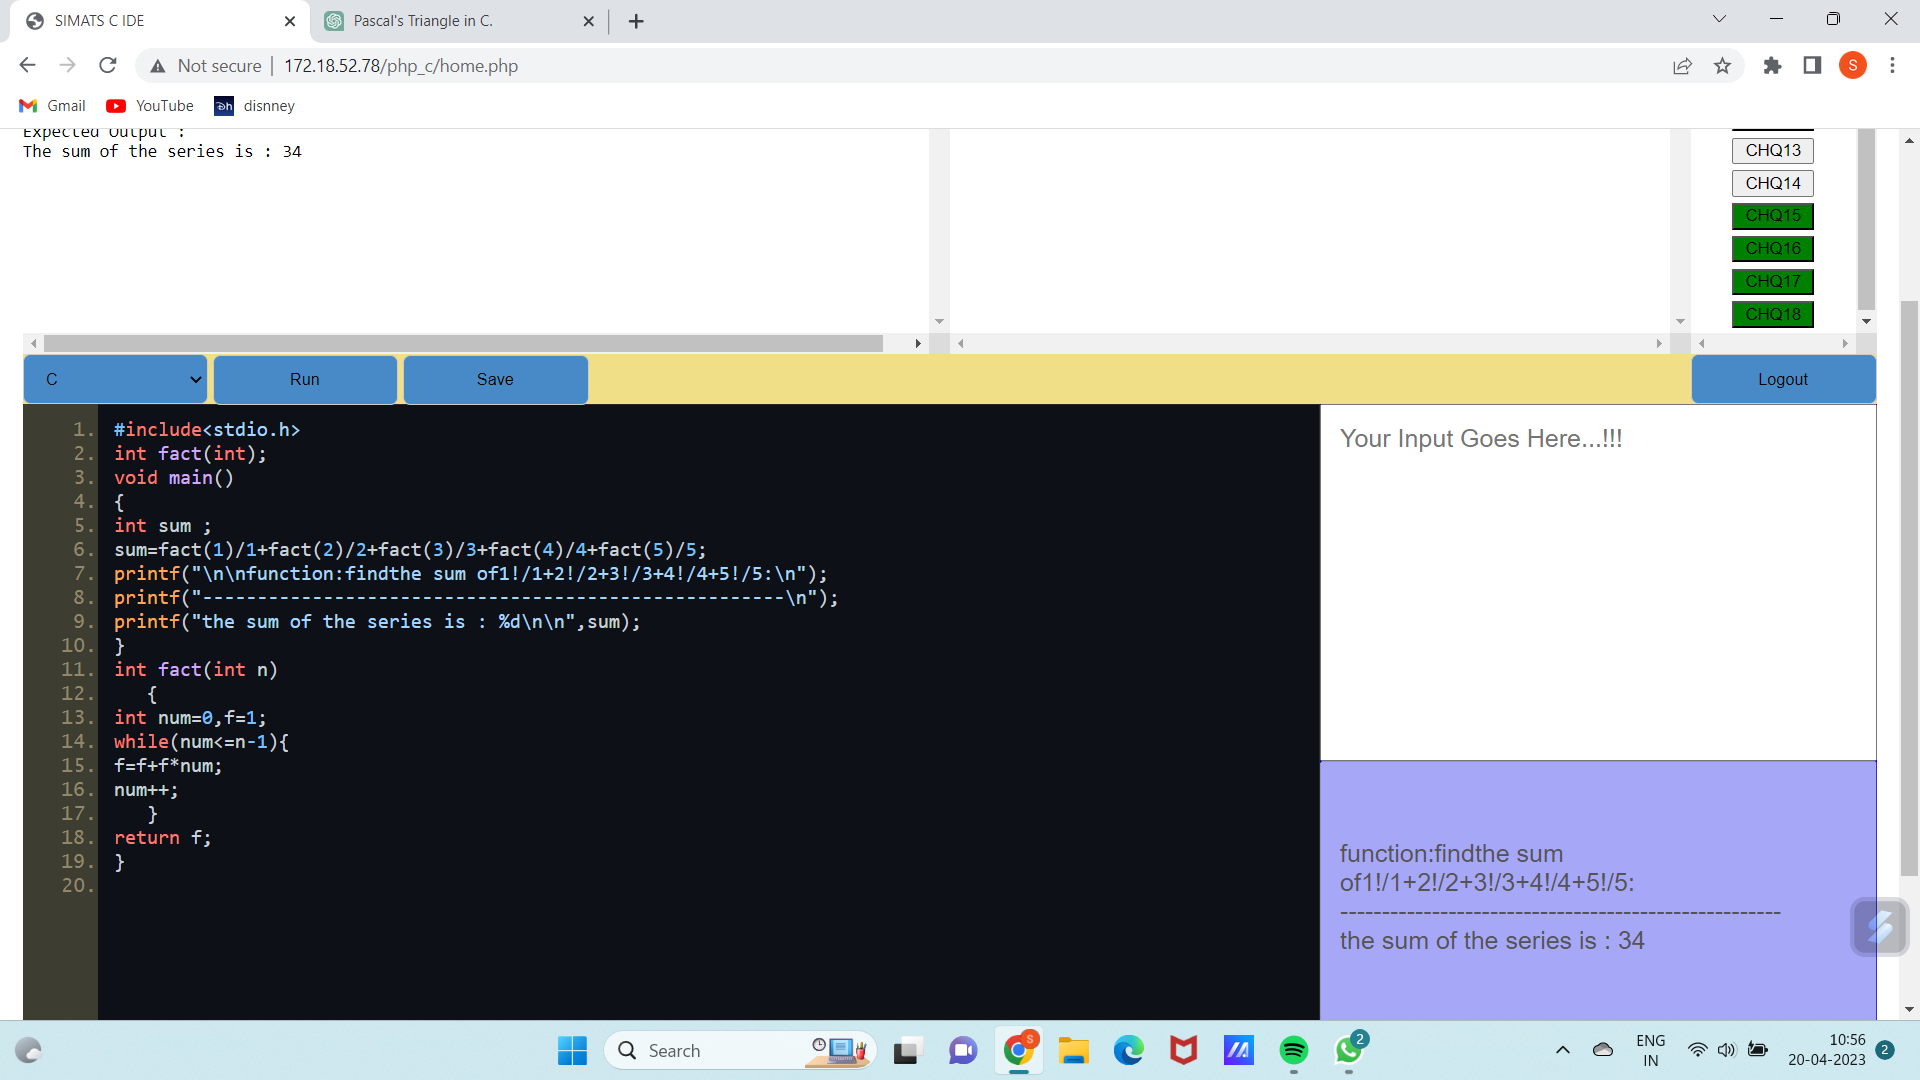 SIMATS C IDE
Pascal's Triangle in C.
Not secure
172.18.52.78/php_c/home.php
S
Gmail
YouTube
disnney
Expected Output :
The sum of the series is : 34
CHQ13
CHQ14
CHQ15
CHQ16
CHQ17
CHQ18
C
Run
Save
Logout
1. #include<stdio.h>
2. int fact(int);
3. void main()
4. {
5. int sum ;
6. sum=fact(1)/1+fact(2)/2+fact(3)/3+fact(4)/4+fact(5)/5;
7. printf("\n\nfunction:findthe sum of1!/1+2!/2+3!/3+4!/4+5!/5:\n");
8. printf("-----------------------------------------------------\n");
9. printf("the sum of the series is : %d\n\n",sum);
10. }
11. int fact(int n)
12. {
13. int num=0,f=1;
14. while(num<=n-1){
15. f=f+f*num;
16. num++;
17. }
18. return f;
19. }
20.
Your Input Goes Here...!!!
function:findthe sum
of1!/1+2!/2+3!/3+4!/4+5!/5:
-----------------------------------------------------
the sum of the series is : 34
Search
S
2
ENG
IN
10:56
20-04-2023
2